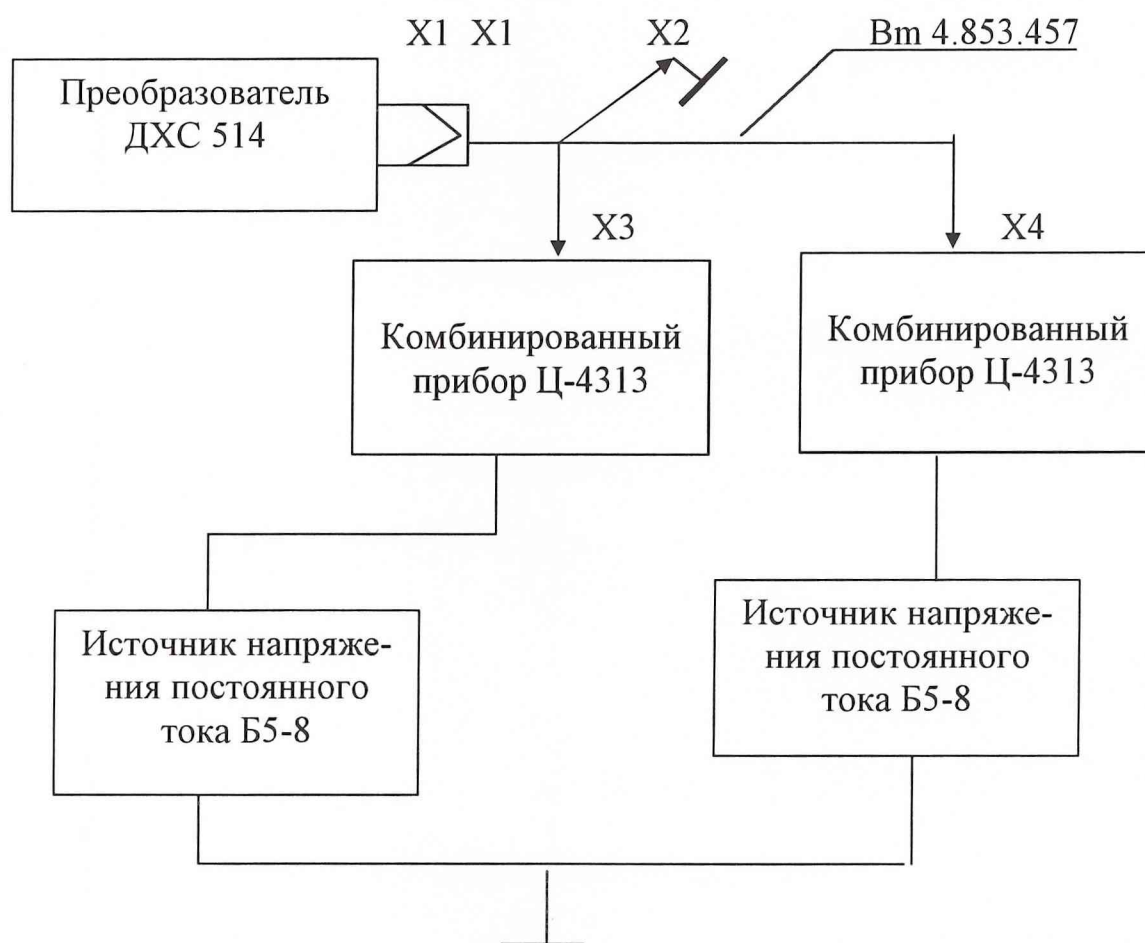 X1 X1 X2 Вт 4.853.457
Преобразователь
ДХС 514
X3 X4
Комбинированный
прибор Ц-4313
Комбинированный
прибор Ц-4313
Источник напряже-
ния постоянного
тока Б5-8
Источник напряже-
ния постоянного
тока Б5-8